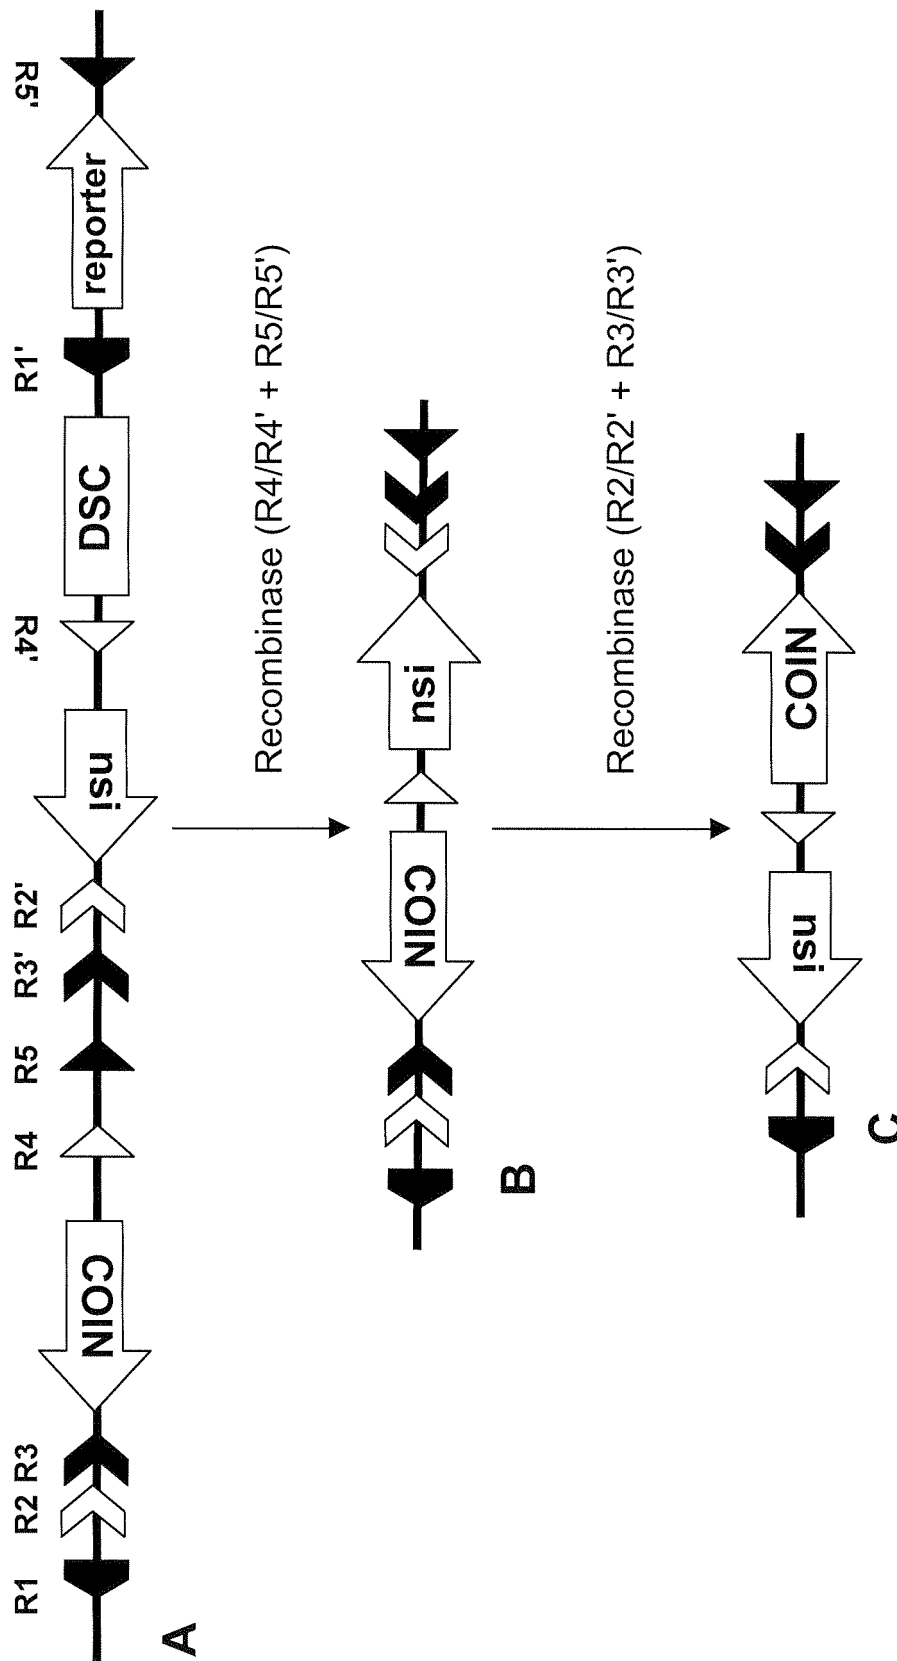 R1 R2 R3 R4 R5 R3' R2' R4' R1' R5'
COIN nsi DSC reporter
A
Recombinase (R4/R4' + R5/R5')
COIN nsi
B
Recombinase (R2/R2' + R3/R3')
nsi COIN
C